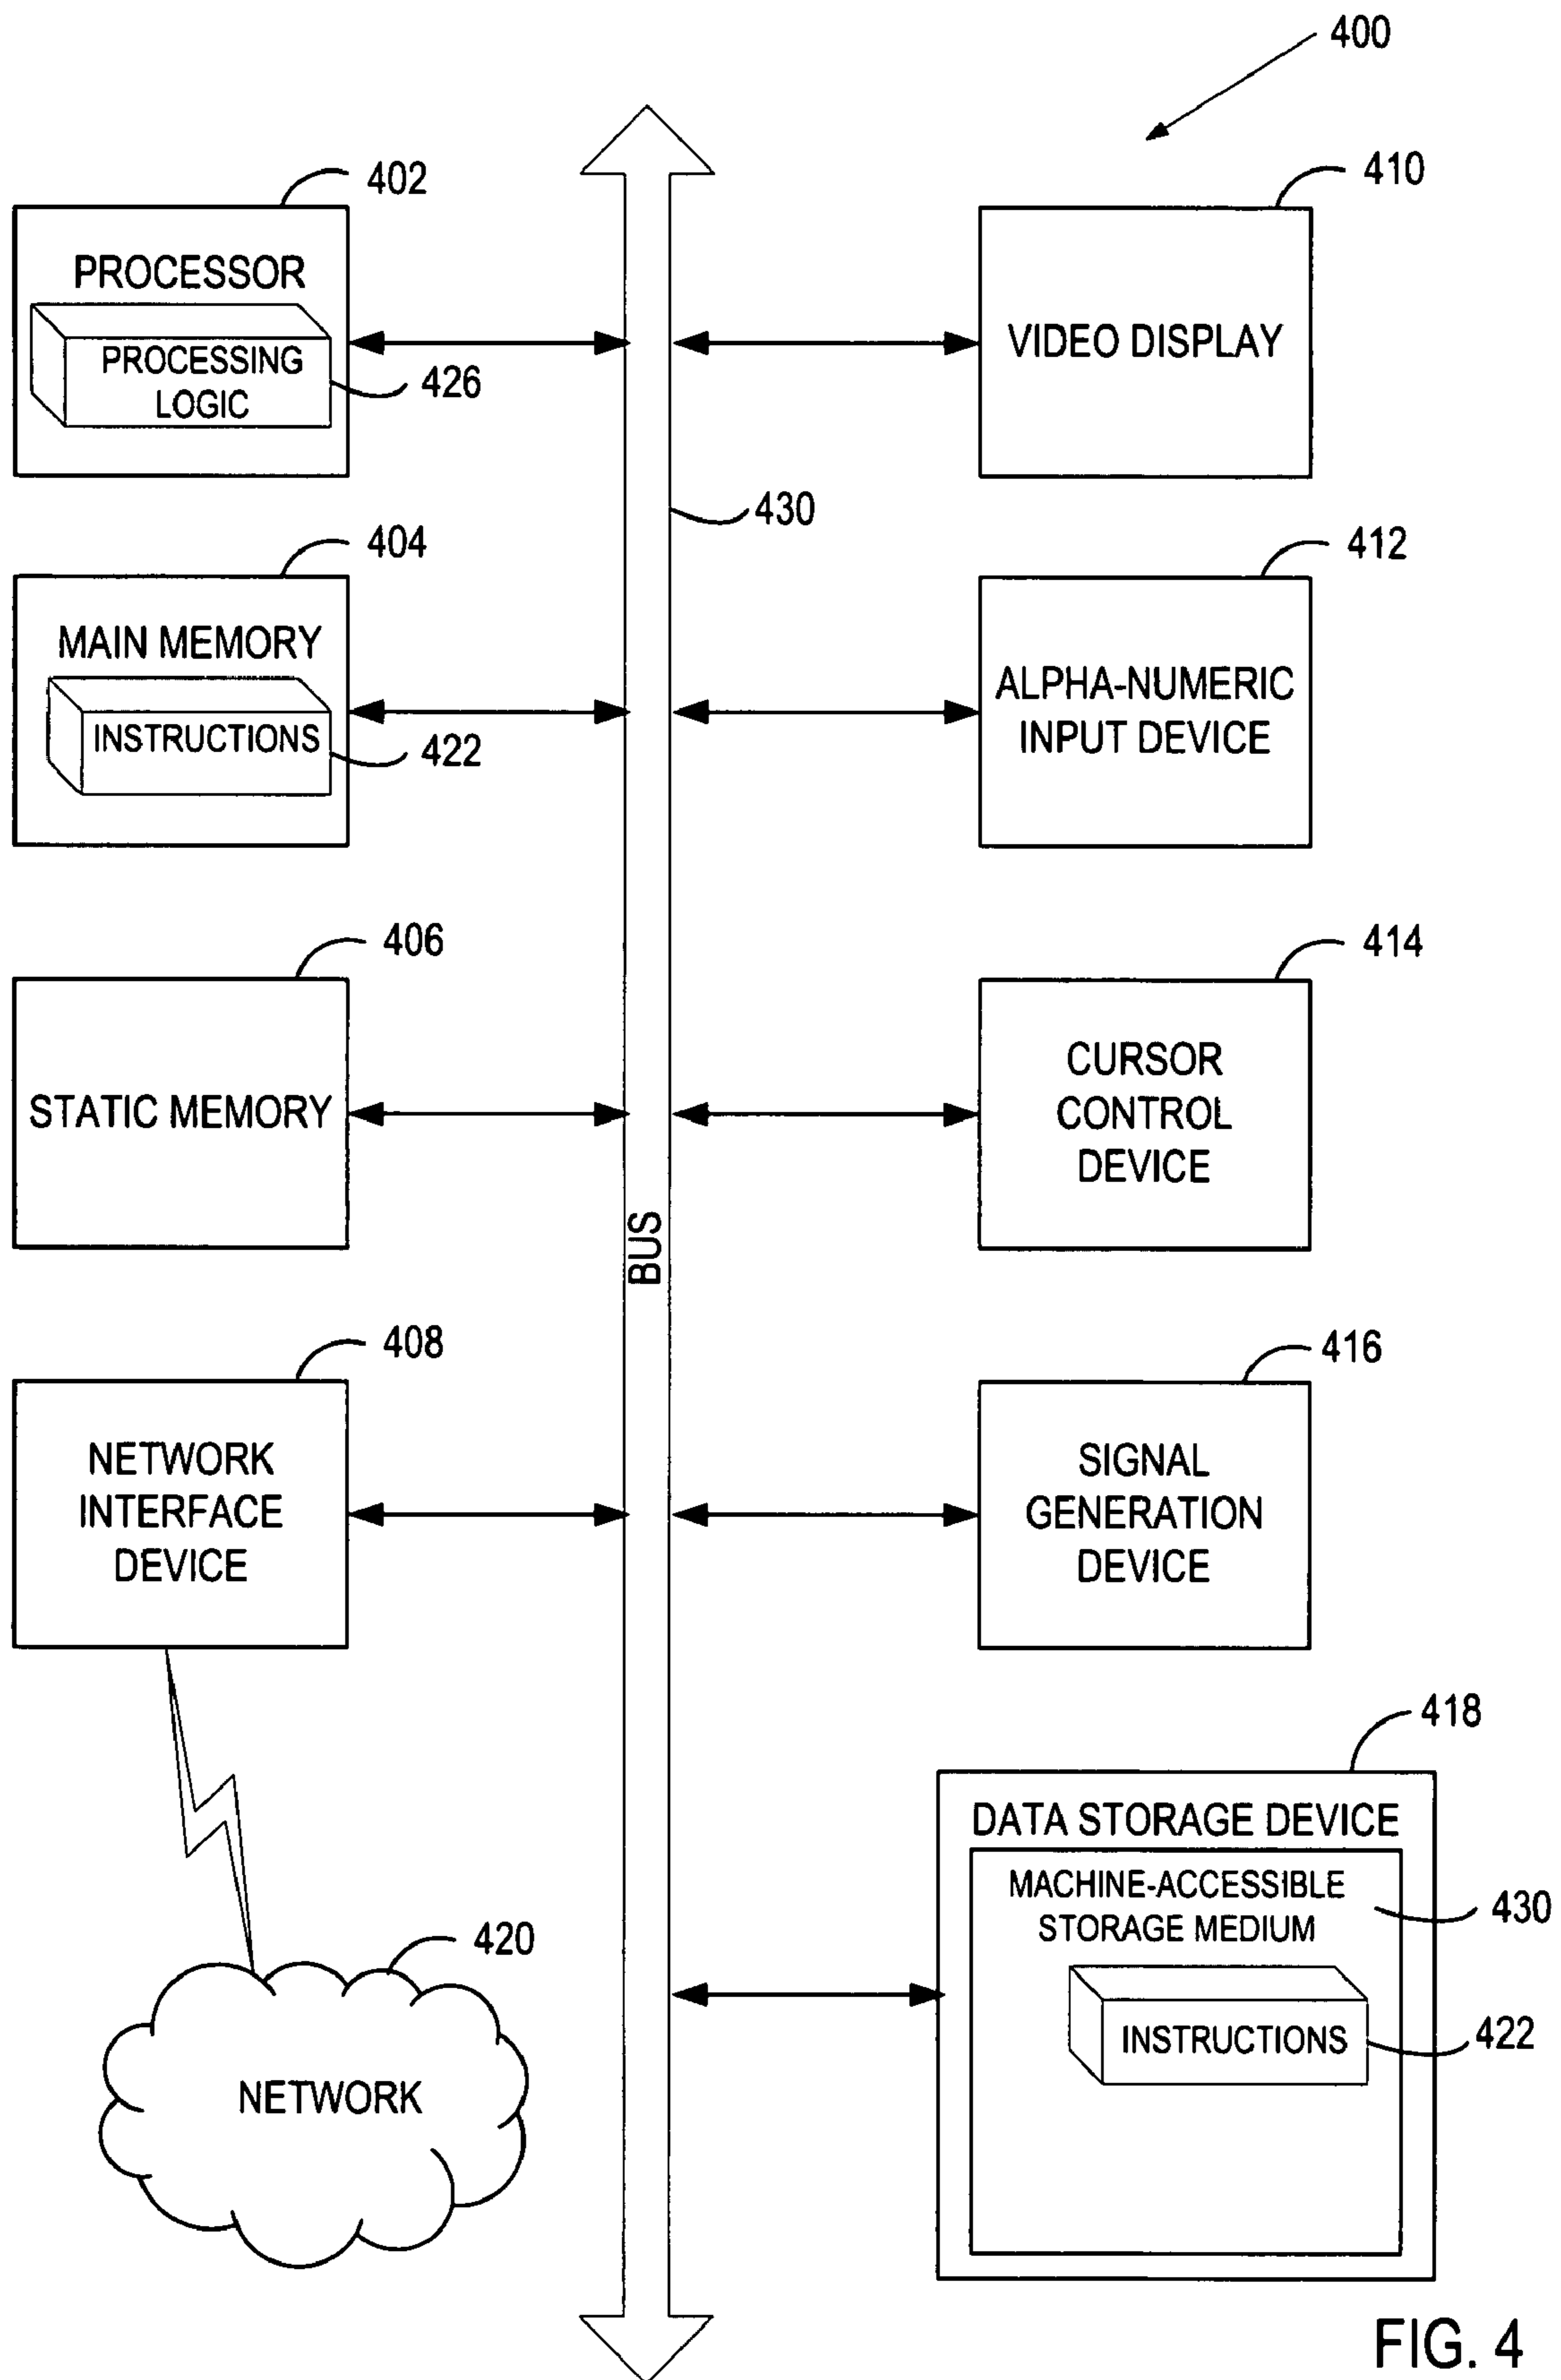 400
402
PROCESSOR
PROCESSING
LOGIC
426
410
VIDEO DISPLAY
430
404
MAIN MEMORY
INSTRUCTIONS
422
412
ALPHA-NUMERIC
INPUT DEVICE
406
STATIC MEMORY
414
CURSOR
CONTROL
DEVICE
BUS
408
NETWORK
INTERFACE
DEVICE
416
SIGNAL
GENERATION
DEVICE
418
DATA STORAGE DEVICE
MACHINE-ACCESSIBLE
STORAGE MEDIUM
430
INSTRUCTIONS
422
420
NETWORK
FIG. 4